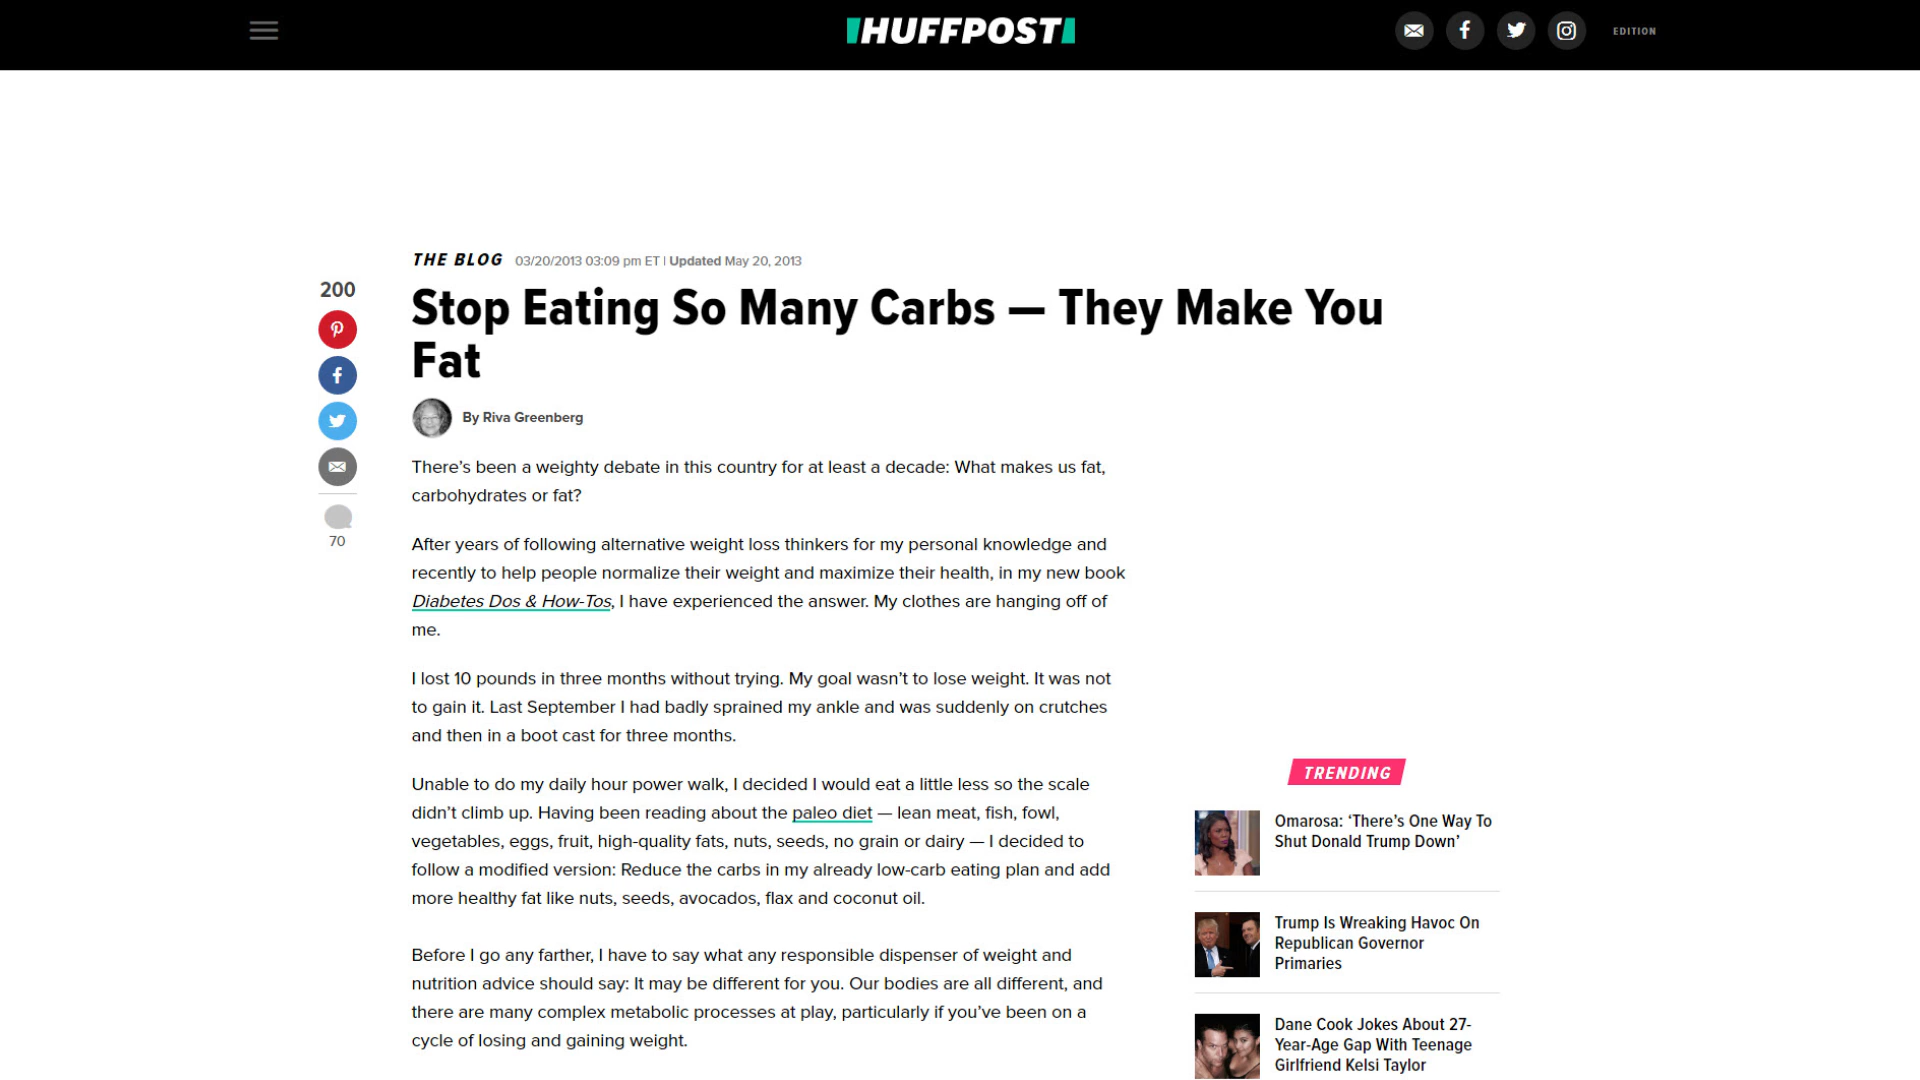 HUFFPOST
EDITION
THE BLOG 03/20/2013 03:09 pm ET | Updated May 20, 2013
200
Stop Eating So Many Carbs — They Make You
Fat
By Riva Greenberg
There’s been a weighty debate in this country for at least a decade: What makes us fat,
carbohydrates or fat?
70
After years of following alternative weight loss thinkers for my personal knowledge and
recently to help people normalize their weight and maximize their health, in my new book
Diabetes Dos & How-Tos, I have experienced the answer. My clothes are hanging off of
me.
I lost 10 pounds in three months without trying. My goal wasn’t to lose weight. It was not
to gain it. Last September I had badly sprained my ankle and was suddenly on crutches
and then in a boot cast for three months.
Unable to do my daily hour power walk, I decided I would eat a little less so the scale
didn’t climb up. Having been reading about the paleo diet — lean meat, fish, fowl,
vegetables, eggs, fruit, high-quality fats, nuts, seeds, no grain or dairy — I decided to
follow a modified version: Reduce the carbs in my already low-carb eating plan and add
more healthy fat like nuts, seeds, avocados, flax and coconut oil.
Before I go any farther, I have to say what any responsible dispenser of weight and
nutrition advice should say: It may be different for you. Our bodies are all different, and
there are many complex metabolic processes at play, particularly if you’ve been on a
cycle of losing and gaining weight.
TRENDING
Omarosa: ‘There’s One Way To
Shut Donald Trump Down’
Trump Is Wreaking Havoc On
Republican Governor
Primaries
Dane Cook Jokes About 27-
Year-Age Gap With Teenage
Girlfriend Kelsi Taylor